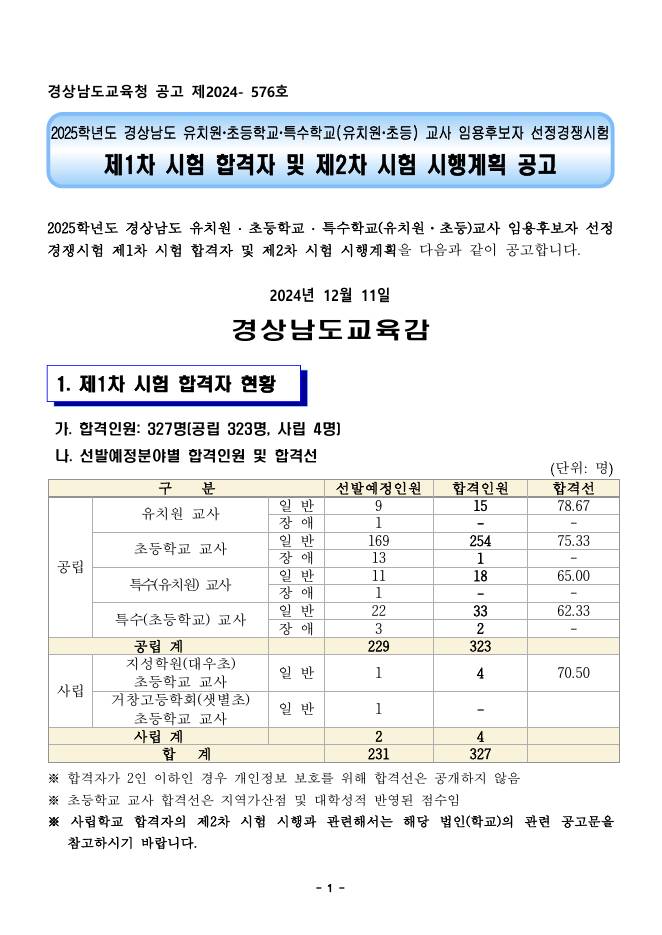 경상남도교육청 공고 제2024- 576호
2025학년도 경상남도 유치원·초등학교·특수학교(유치원·초등) 교사 임용후보자 선정경쟁시험
제1차 시험 합격자 및 제2차 시험 시행계획 공고
2025학년도 경상남도 유치원 · 초등학교 · 특수학교(유치원 · 초등)교사 임용후보자 선정
경쟁시험 제1차 시험 합격자 및 제2차 시험 시행계획을 다음과 같이 공고합니다.
2024년 12월 11일
경상남도교육감
1. 제1차 시험 합격자 현황
가. 합격인원: 327명(공립 323명, 사립 4명)
나. 선발예정분야별 합격인원 및 합격선
(단위: 명)
구 분 선발예정인원 합격인원 합격선
공립 유치원 교사 일 반 9 15 78.67
장 애 1 - -
초등학교 교사 일 반 169 254 75.33
장 애 13 1 -
특수(유치원) 교사 일 반 11 18 65.00
장 애 1 - -
특수(초등학교) 교사 일 반 22 33 62.33
장 애 3 2 -
공립 계 229 323
사립 지성학원(대우초)
초등학교 교사 일 반 1 4 70.50
거창고등학회(샛별초)
초등학교 교사 일 반 1 -
사립 계 2 4
합 계 231 327
※ 합격자가 2인 이하인 경우 개인정보 보호를 위해 합격선은 공개하지 않음
※ 초등학교 교사 합격선은 지역가산점 및 대학성적 반영된 점수임
※ 사립학교 합격자의 제2차 시험 시행과 관련해서는 해당 법인(학교)의 관련 공고문을
참고하시기 바랍니다.
- 1 -